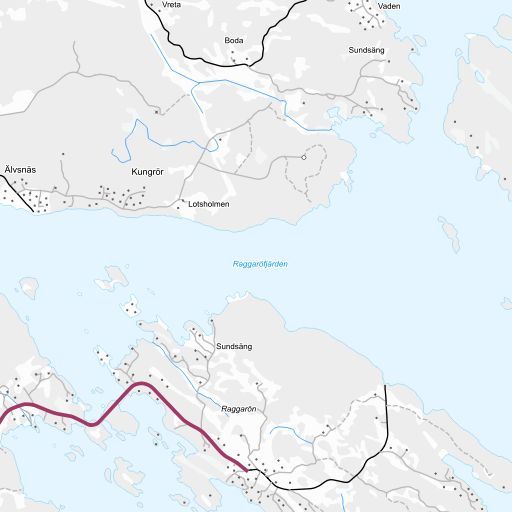 Vreta
Vaden
Boda
Sundsäng
Älvsnäs
Kungrör
Lotsholmen
Raggaröfjärden
Sundsäng
Raggarön